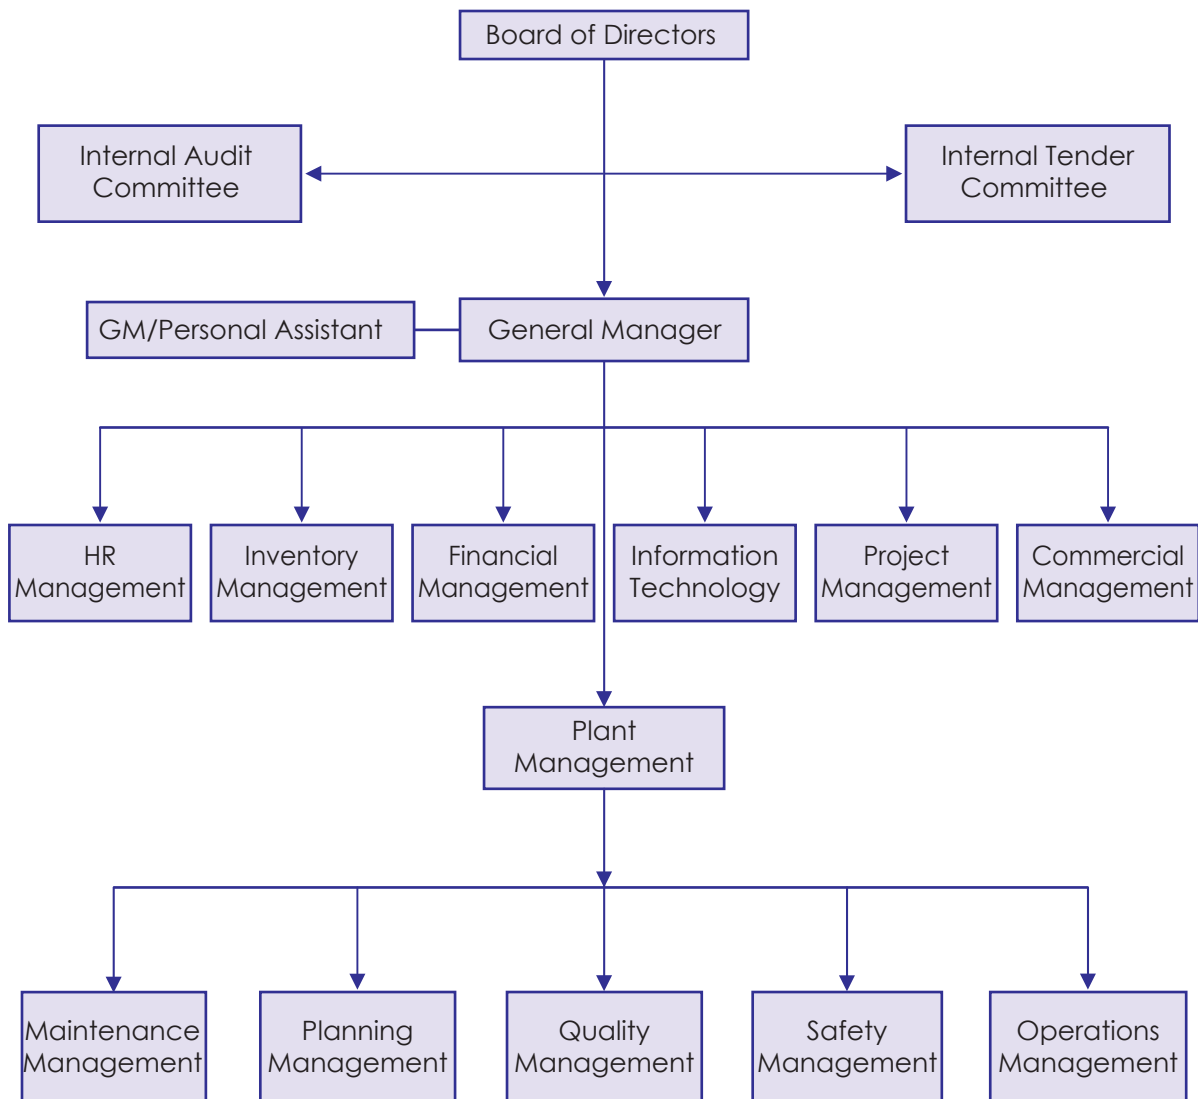 Board of Directors
Internal Audit
Committee
Internal Tender
Committee
GM/Personal Assistant
General Manager
HR
Management
Inventory
Management
Financial
Management
Information
Technology
Project
Management
Commercial
Management
Plant
Management
Maintenance
Management
Planning
Management
Quality
Management
Safety
Management
Operations
Management